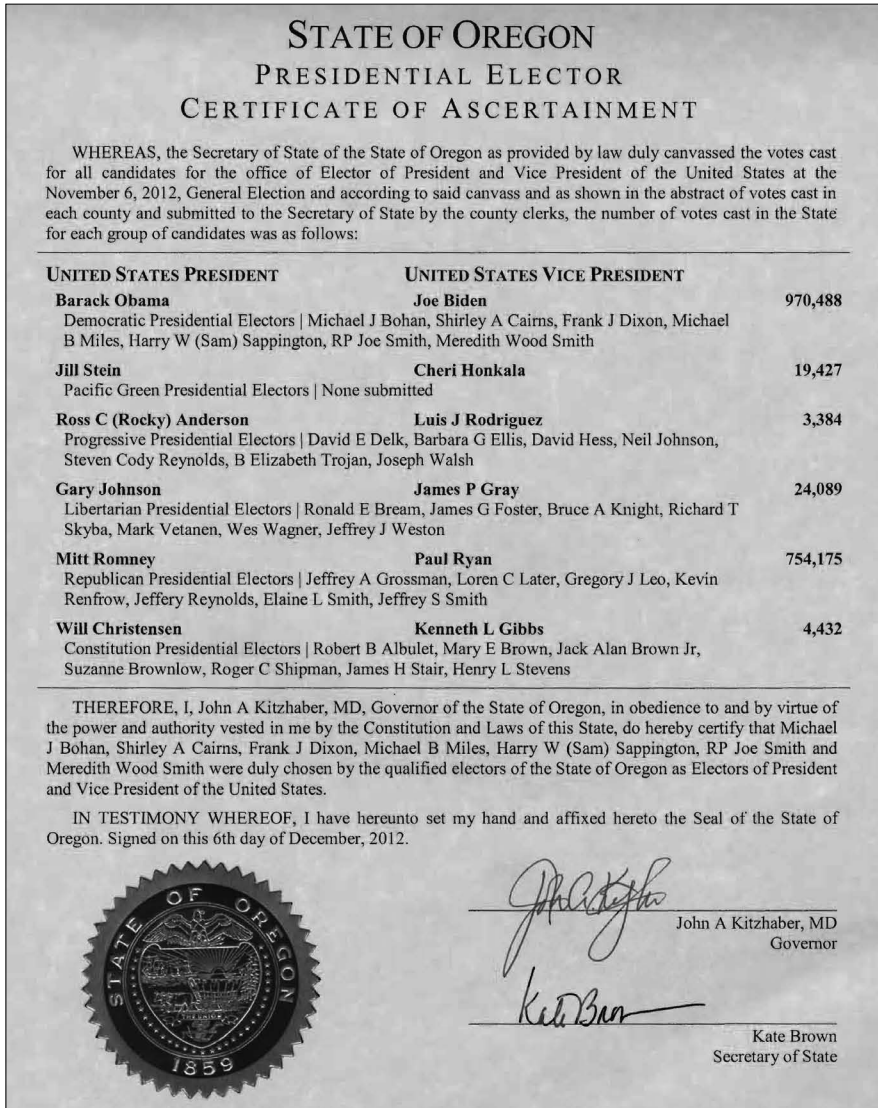 STATE OF OREGON
PRESIDENTIAL ELECTOR
CERTIFICATE OF ASCERTAINMENT
WHEREAS, the Secretary of State of the State of Oregon as provided by law duly canvassed the votes cast
for all candidates for the office of Elector of President and Vice President of the United States at the
November 6, 2012, General Election and according to said canvass and as shown in the abstract of votes cast in
each county and submitted to the Secretary of State by the county clerks, the number of votes cast in the State
for each group of candidates was as follows:
UNITED STATES PRESIDENT UNITED STATES VICE PRESIDENT
Barack Obama Joe Biden 970,488
Democratic Presidential Electors | Michael J Bohan, Shirley A Cairns, Frank J Dixon, Michael
B Miles, Harry W (Sam) Sappington, RP Joe Smith, Meredith Wood Smith
Jill Stein Cheri Honkala 19,427
Pacific Green Presidential Electors | None submitted
Ross C (Rocky) Anderson Luis J Rodriguez 3,384
Progressive Presidential Electors | David E Delk, Barbara G Ellis, David Hess, Neil Johnson,
Steven Cody Reynolds, B Elizabeth Trojan, Joseph Walsh
Gary Johnson James P Gray 24,089
Libertarian Presidential Electors | Ronald E Bream, James G Foster, Bruce A Knight, Richard T
Skyba, Mark Vetanen, Wes Wagner, Jeffrey J Weston
Mitt Romney Paul Ryan 754,175
Republican Presidential Electors | Jeffrey A Grossman, Loren C Later, Gregory J Leo, Kevin
Renfrow, Jeffery Reynolds, Elaine L Smith, Jeffrey S Smith
Will Christensen Kenneth L Gibbs 4,432
Constitution Presidential Electors | Robert B Albulet, Mary E Brown, Jack Alan Brown Jr,
Suzanne Brownlow, Roger C Shipman, James H Stair, Henry L Stevens
THEREFORE, I, John A Kitzhaber, MD, Governor of the State of Oregon, in obedience to and by virtue of
the power and authority vested in me by the Constitution and Laws of this State, do hereby certify that Michael
J Bohan, Shirley A Cairns, Frank J Dixon, Michael B Miles, Harry W (Sam) Sappington, RP Joe Smith and
Meredith Wood Smith were duly chosen by the qualified electors of the State of Oregon as Electors of President
and Vice President of the United States.
IN TESTIMONY WHEREOF, I have hereunto set my hand and affixed hereto the Seal of the State of
Oregon. Signed on this 6th day of December, 2012.
STATE OF OREGON
THE UNION
1859
John A Kitzhaber, MD
Governor
Kate Brown
Kate Brown
Secretary of State